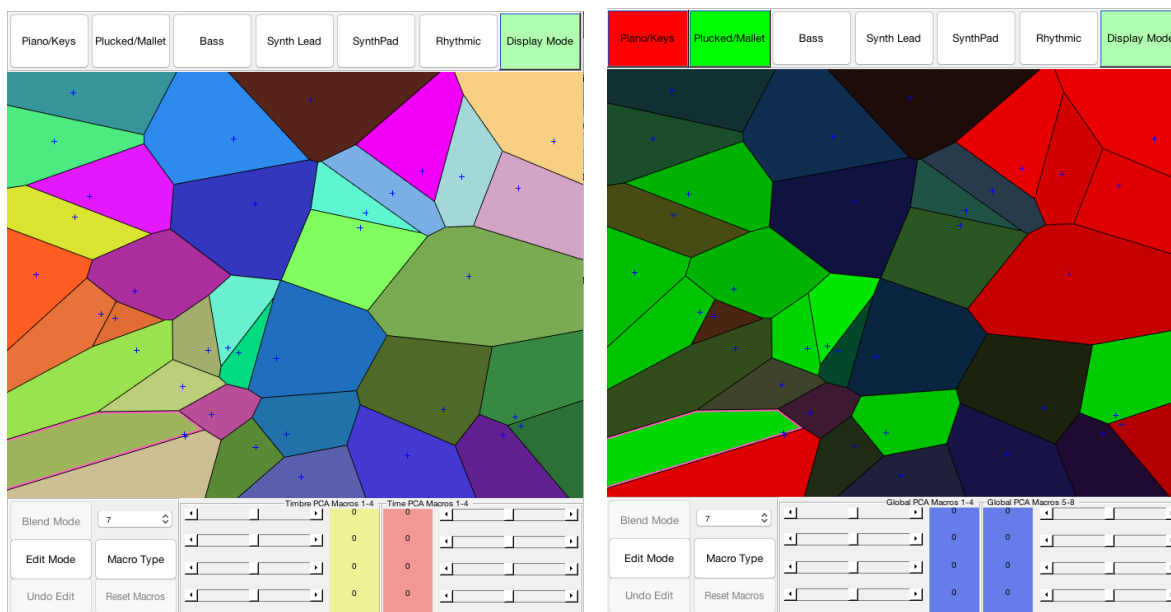 Piano/Keys Plucked/Mallet Bass Synth Lead SynthPad Rhythmic Display Mode
Timbre PCA Macros 1-4 Time PCA Macros 1-4
Blend Mode 7 0 0
0 0
Edit Mode Macro Type
0 0
Undo Edit Reset Macros 0 0
Piano/Keys Plucked/Mallet Bass Synth Lead SynthPad Rhythmic Display Mode
Global PCA Macros 1-4 Global PCA Macros 5-8
Blend Mode 7 0 0
0 0
Edit Mode Macro Type
0 0
Undo Edit Reset Macros 0 0